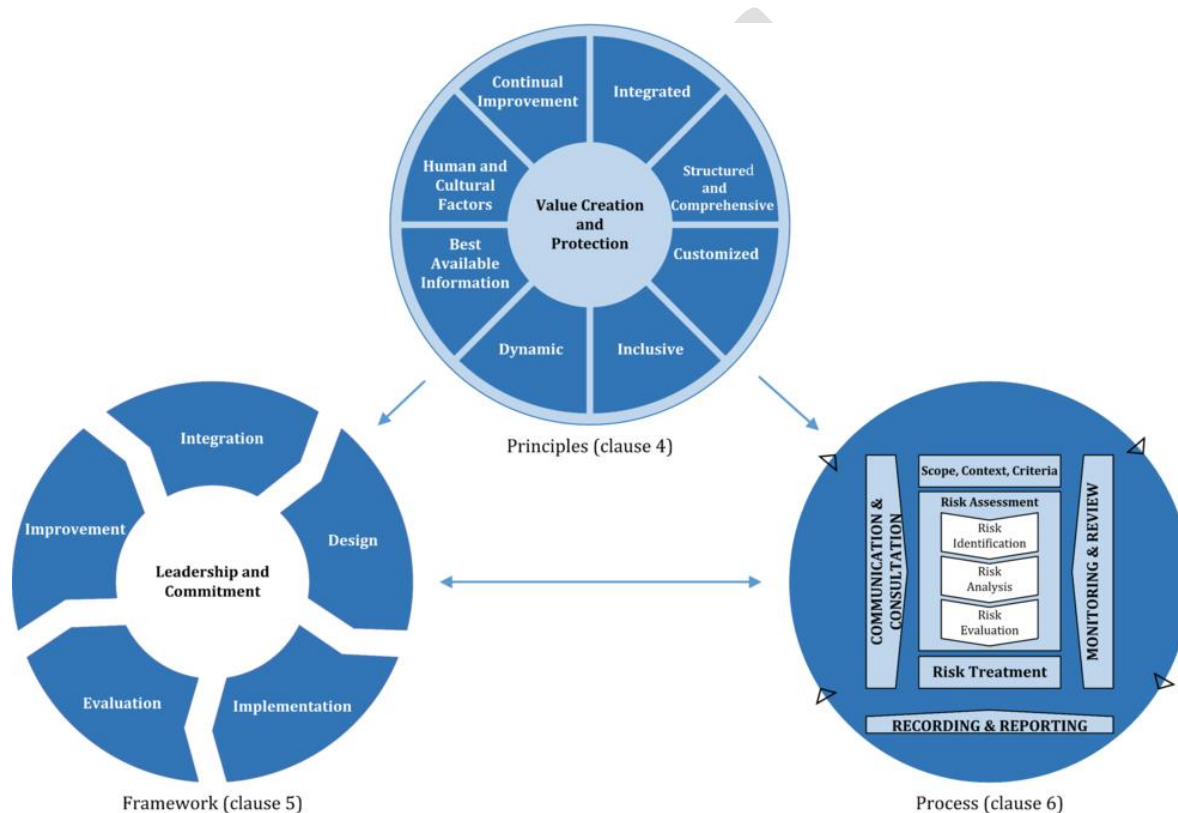 Continual
Improvement
Integrated
Human and
Cultural
Factors
Structured
and
Comprehensive
Value Creation
and
Protection
Best
Available
Information
Customized
Dynamic
Inclusive
Principles (clause 4)
Integration
Improvement
Design
Leadership and
Commitment
Evaluation
Implementation
Framework (clause 5)
Scope, Context, Criteria
Risk Assessment
Risk
Identification
Risk
Analysis
Risk
Evaluation
Risk Treatment
COMMUNICATION &
CONSULTATION
MONITORING & REVIEW
RECORDING & REPORTING
Process (clause 6)